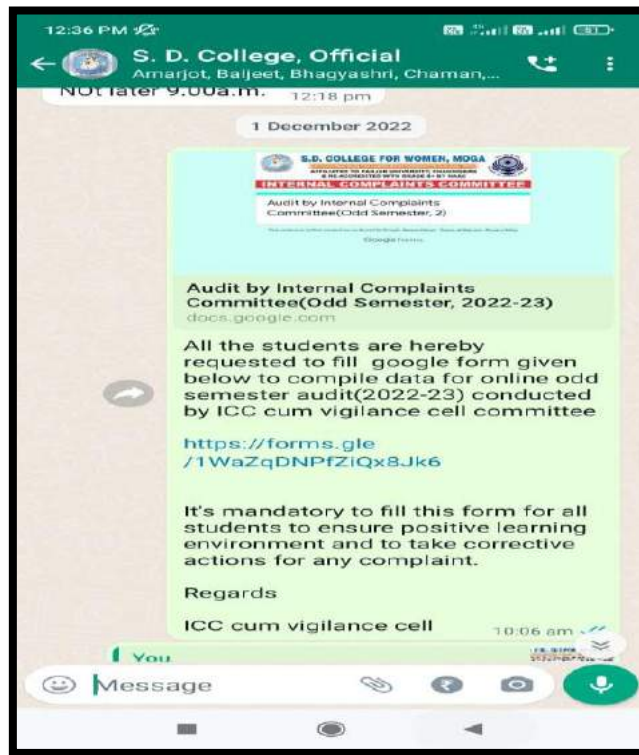 12:36 PM
S. D. College, Official
Amarjot, Baljeet, Bhagyashri, Chaman,...
NOt later 9.00a.m. 12:18 pm
1 December 2022
S.D. COLLEGE FOR WOMEN, MOGA
INTERNAL COMPLAINTS COMMITTEE
Audit by Internal Complaints
Committee(Odd Semester, 2)
Google Forms
Audit by Internal Complaints
Committee(Odd Semester, 2022-23)
docs.google.com
All the students are hereby
requested to fill google form given
below to compile data for online odd
semester audit(2022-23) conducted
by ICC cum vigilance cell committee
https://forms.gle
/1WaZqDNPfZiQx8Jk6
It's mandatory to fill this form for all
students to ensure positive learning
environment and to take corrective
actions for any complaint.
Regards
ICC cum vigilance cell 10:06 am
You
Message